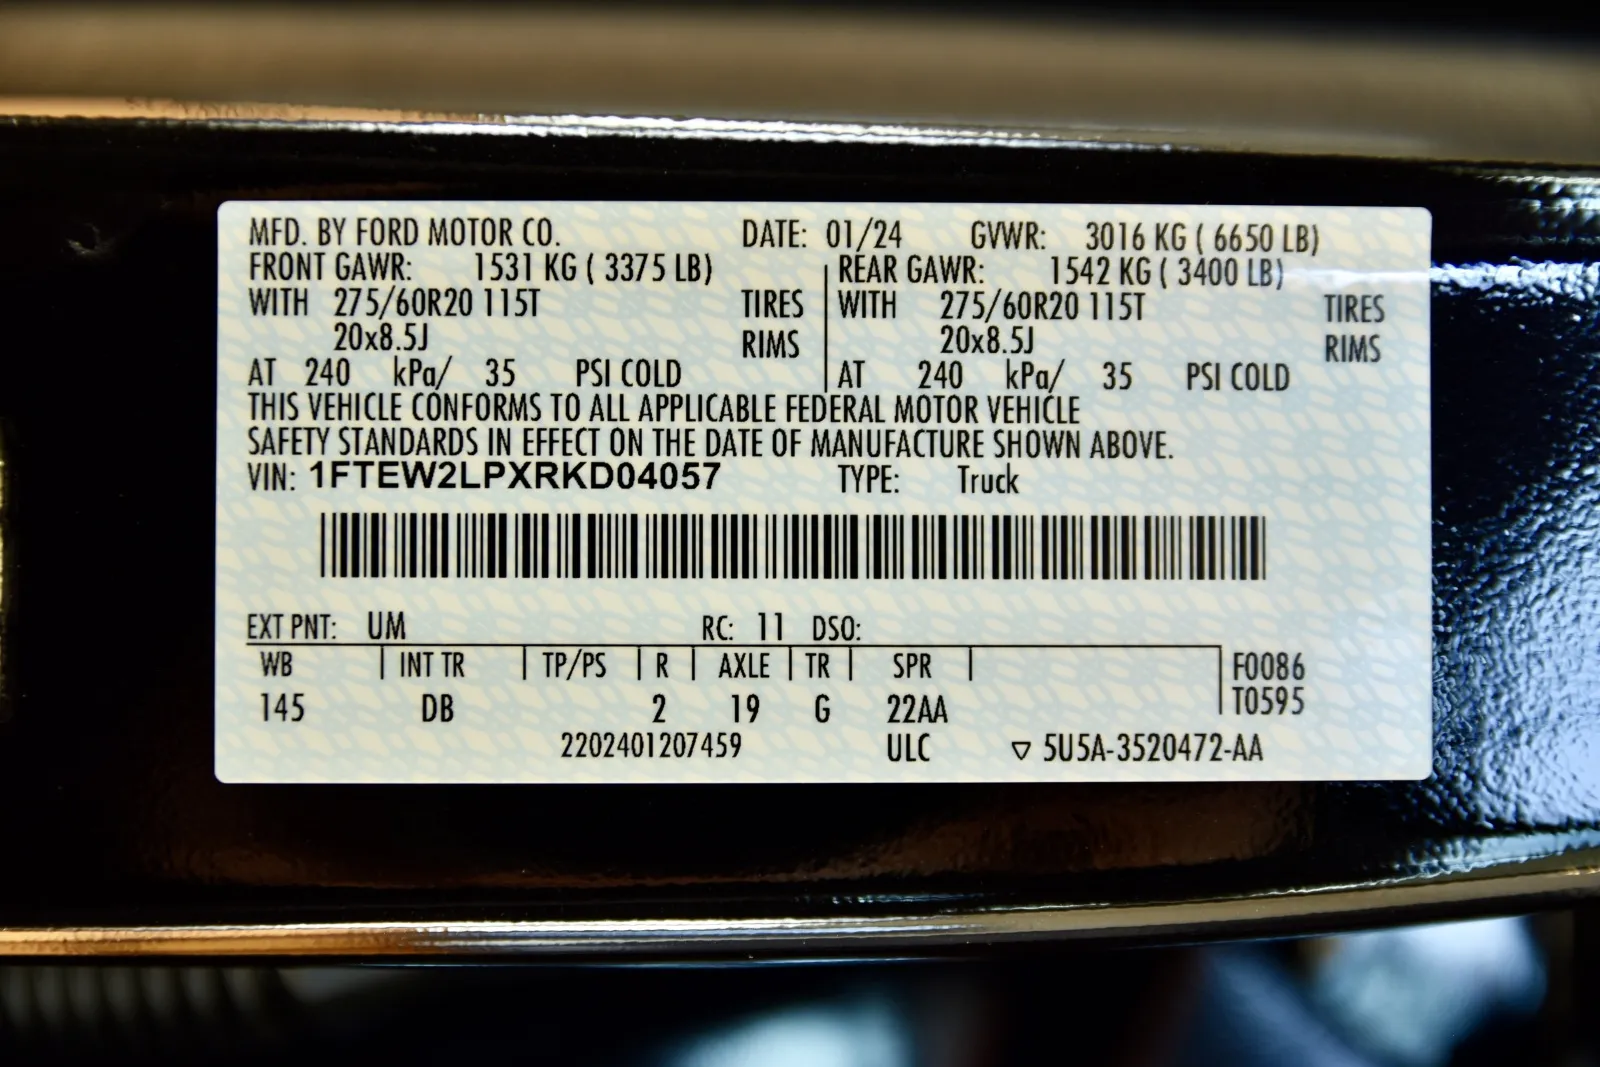 MFD. BY FORD MOTOR CO. DATE: 01/24 GVWR: 3016 KG ( 6650 LB)
FRONT GAWR: 1531 KG ( 3375 LB) REAR GAWR: 1542 KG ( 3400 LB)
WITH 275/60R20 115T TIRES WITH 275/60R20 115T TIRES
20x8.5J RIMS 20x8.5J RIMS
AT 240 kPa/ 35 PSI COLD AT 240 kPa/ 35 PSI COLD
THIS VEHICLE CONFORMS TO ALL APPLICABLE FEDERAL MOTOR VEHICLE
SAFETY STANDARDS IN EFFECT ON THE DATE OF MANUFACTURE SHOWN ABOVE.
VIN: 1FTEW2LPXRKD04057 TYPE: Truck
EXT PNT: UM RC: 11 DSO:
WB INT TR TP/PS R AXLE TR SPR F0086
145 DB 2 19 G 22AA T0595
2202401207459 ULC ▽ 5U5A-3520472-AA